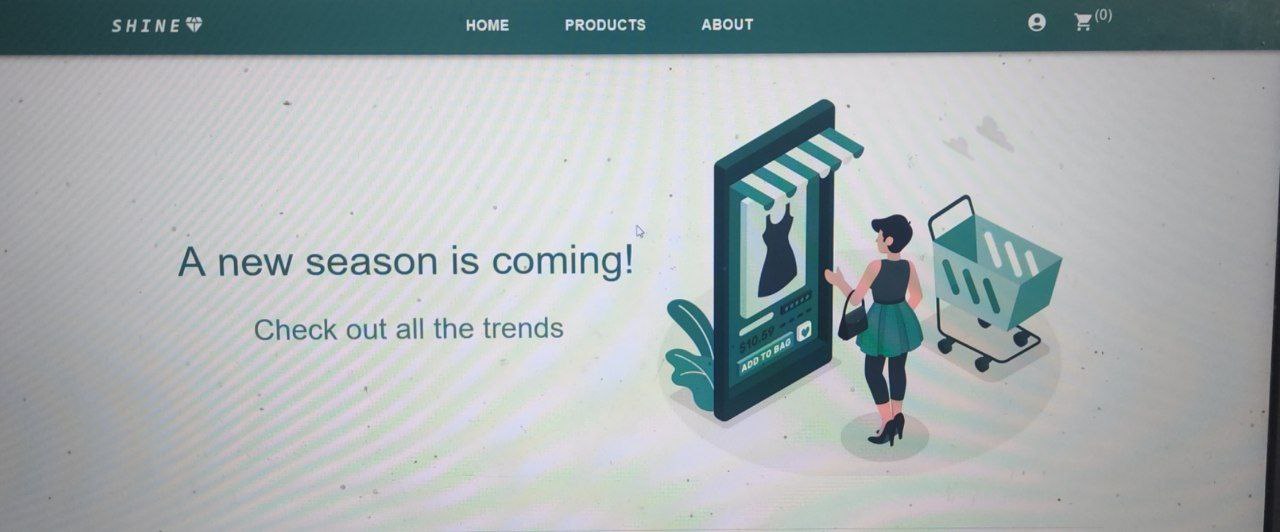 SHINE
HOME PRODUCTS ABOUT
(0)
A new season is coming!
Check out all the trends
$10.59
ADD TO BAG